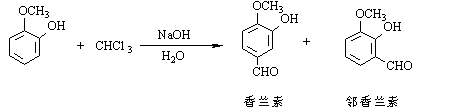 OCH3
OH
+ CHCl3
NaOH
H2O
OCH3
OH
CHO
香兰素
+
OCH3
OH
CHO
邻香兰素